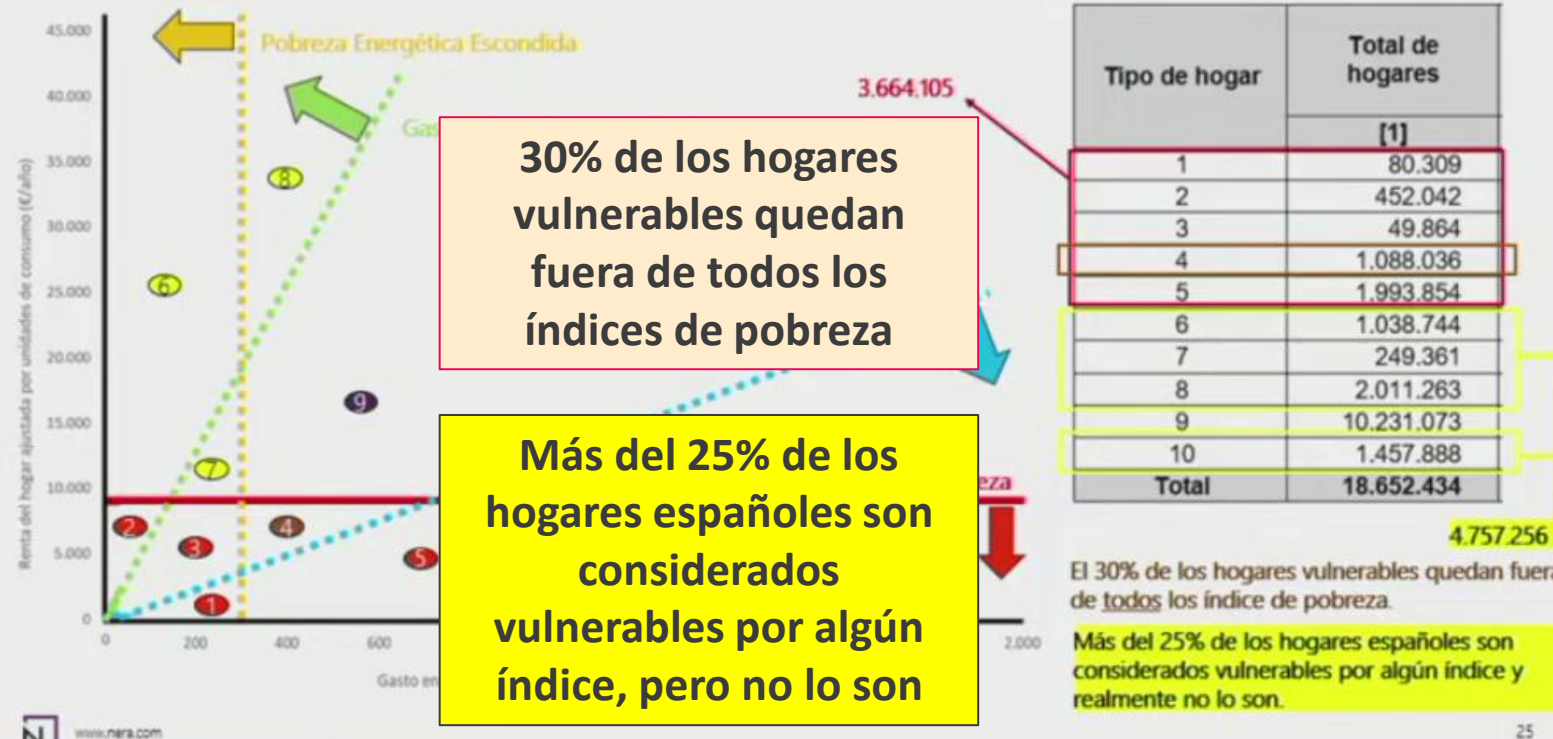 45.000
40.000
35.000
30.000
25.000
20.000
15.000
10.000
5.000
0
Renta del hogar ajustada por unidades de consumo (€/año)
Pobreza Energética Escondida
3.664.105
30% de los hogares
vulnerables quedan
fuera de todos los
índices de pobreza
Más del 25% de los
hogares españoles son
considerados
vulnerables por algún
índice, pero no lo son
8
6
9
7
2
3
4
5
1
0 200 400 600 2.000
Tipo de hogar Total de hogares
[1]
1 80.309
2 452.042
3 49.864
4 1.088.036
5 1.993.854
6 1.038.744
7 249.361
8 2.011.263
9 10.231.073
10 1.457.888
Total 18.652.434
4.757.256
El 30% de los hogares vulnerables quedan fuera
de todos los índice de pobreza.
Más del 25% de los hogares españoles son
considerados vulnerables por algún índice y
realmente no lo son.
www.nera.com
25